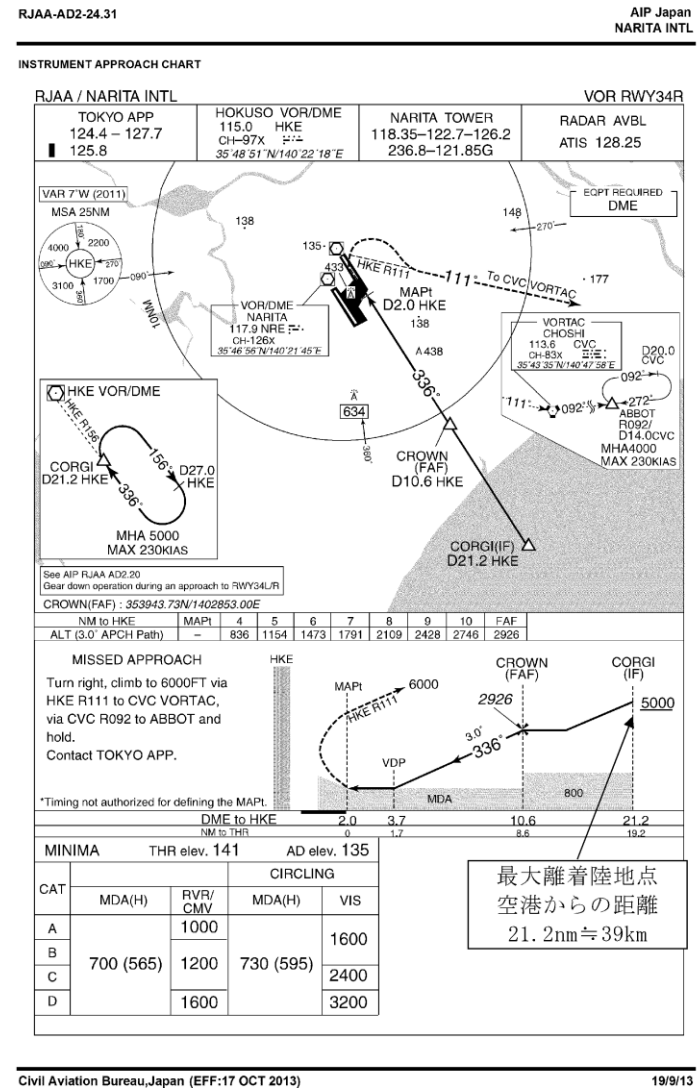 RJAA-AD2-24.31
AIP Japan
NARITA INTL
INSTRUMENT APPROACH CHART
RJAA / NARITA INTL
VOR RWY34R
TOKYO APP
124.4 – 127.7
125.8
HOKUSO VOR/DME
115.0 HKE
CH–97X
35°48′51″N/140°22′18″E
NARITA TOWER
118.35–122.7–126.2
236.8–121.85G
RADAR AVBL
ATIS 128.25
VAR 7°W (2011)
MSA 25NM
180°
4000
2200
090°
HKE
270°
3100
1700
360°
090°
10NM
138
148
270°
EQPT REQUIRED
DME
135
433
HKE R111
111°
To CVC VORTAC
177
MAPt
D2.0 HKE
138
438
VOR/DME
NARITA
117.9 NRE
CH-126X
35°46′56″N/140°21′45″E
VORTAC
CHOSHI
113.6 CVC
CH-83X
35°43′35″N/140°47′58″E
D20.0
CVC
092°
111°
092°
272°
ABBOT
R092/
D14.0CVC
MHA4000
MAX 230KIAS
336°
634
360°
CROWN
(FAF)
D10.6 HKE
CORGI(IF)
D21.2 HKE
HKE VOR/DME
HKE R156
CORGI
D21.2 HKE
156°
336°
D27.0
HKE
MHA 5000
MAX 230KIAS
See AIP RJAA AD2.20
Gear down operation during an approach to RWY34L/R
CROWN(FAF) : 353943.73N/1402853.00E
NM to HKE MAPt 4 5 6 7 8 9 10 FAF
ALT (3.0° APCH Path) – 836 1154 1473 1791 2109 2428 2746 2926
MISSED APPROACH
Turn right, climb to 6000FT via
HKE R111 to CVC VORTAC,
via CVC R092 to ABBOT and
hold.
Contact TOKYO APP.
*Timing not authorized for defining the MAPt.
HKE
MAPt
6000
HKE R111
VDP
MDA
3.0°
336°
2926
CROWN
(FAF)
CORGI
(IF)
5000
800
DME to HKE 2.0 3.7 10.6 21.2
NM to THR 0 1.7 8.6 19.2
MINIMA THR elev. 141 AD elev. 135
CAT
CIRCLING
MDA(H)
RVR/
CMV
MDA(H)
VIS
A
B
C
D
700 (565)
1000
1200
1600
730 (595)
1600
2400
3200
最大離着陸地点
空港からの距離
21.2nm≒39km
Civil Aviation Bureau,Japan (EFF:17 OCT 2013)
19/9/13